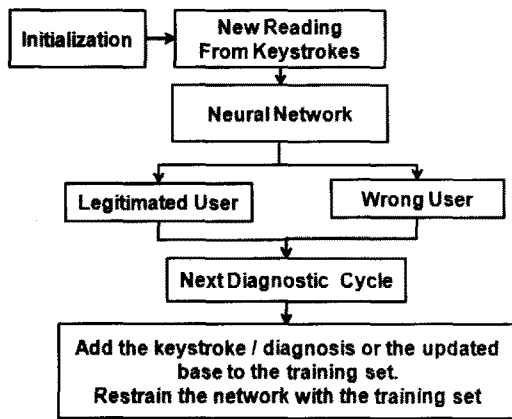 Initialization
New Reading
From Keystrokes
Neural Network
Legitimated User
Wrong User
Next Diagnostic Cycle
Add the keystroke / diagnosis or the updated
base to the training set.
Restrain the network with the training set